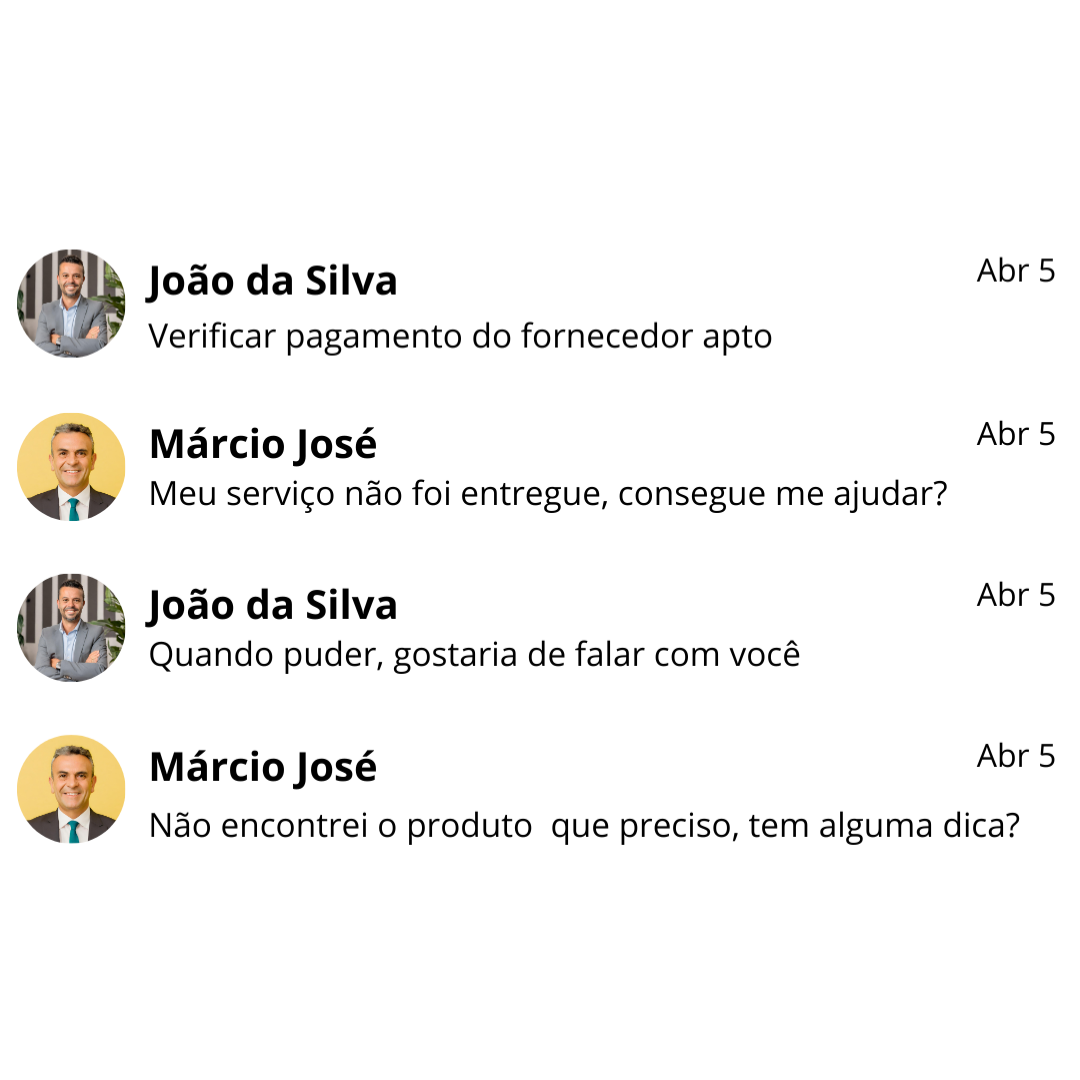 João da Silva
Abr 5
Verificar pagamento do fornecedor apto
Márcio José
Abr 5
Meu serviço não foi entregue, consegue me ajudar?
João da Silva
Abr 5
Quando puder, gostaria de falar com você
Márcio José
Abr 5
Não encontrei o produto  que preciso, tem alguma dica?